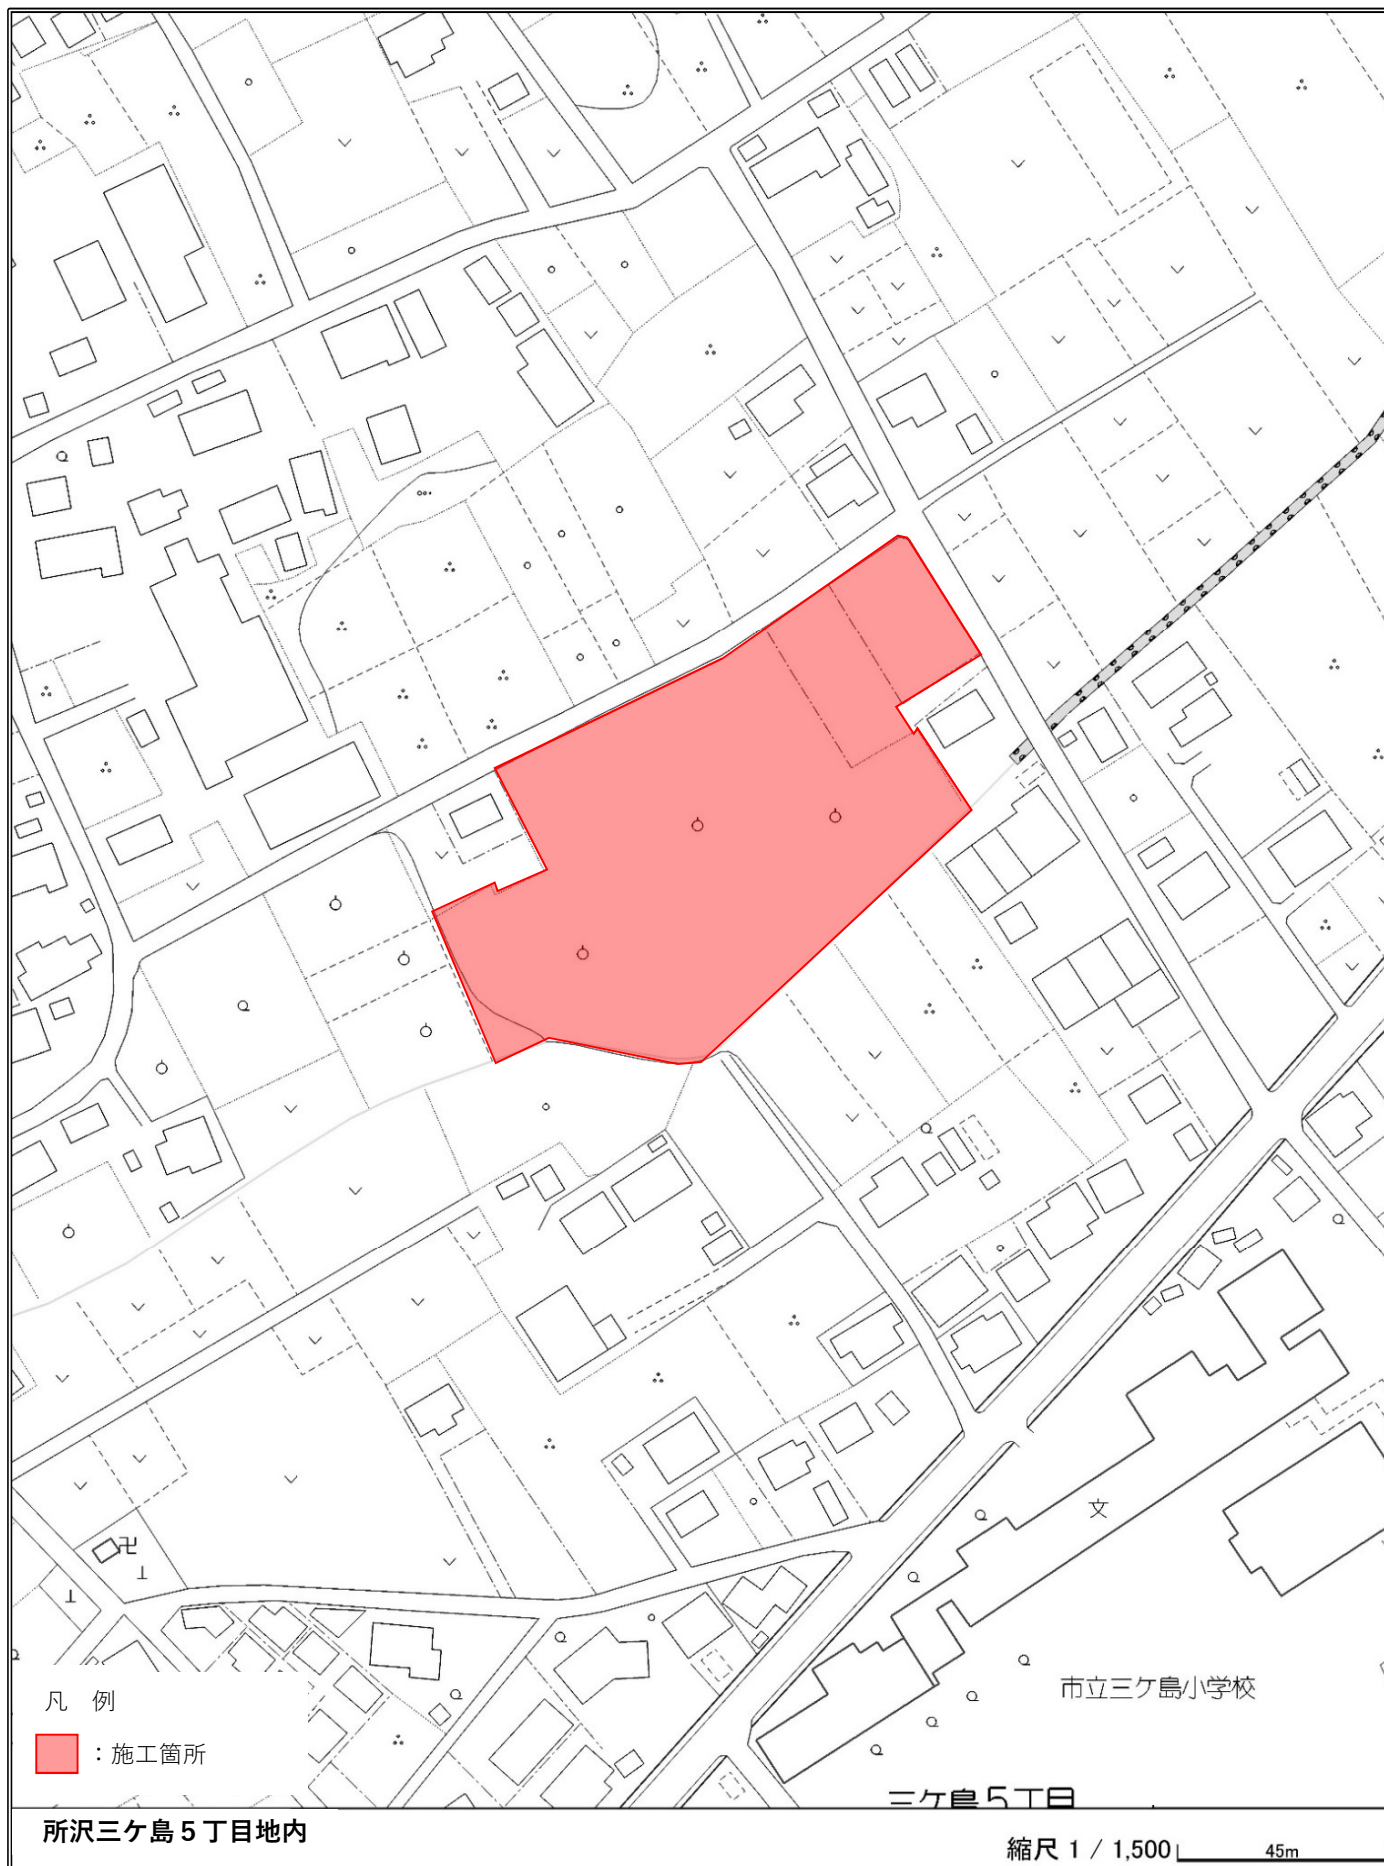 文
卍
市立三ケ島小学校
凡 例
：施工箇所
三ケ島5丁目
所沢三ケ島５丁目地内
縮尺 1 / 1,500
45m